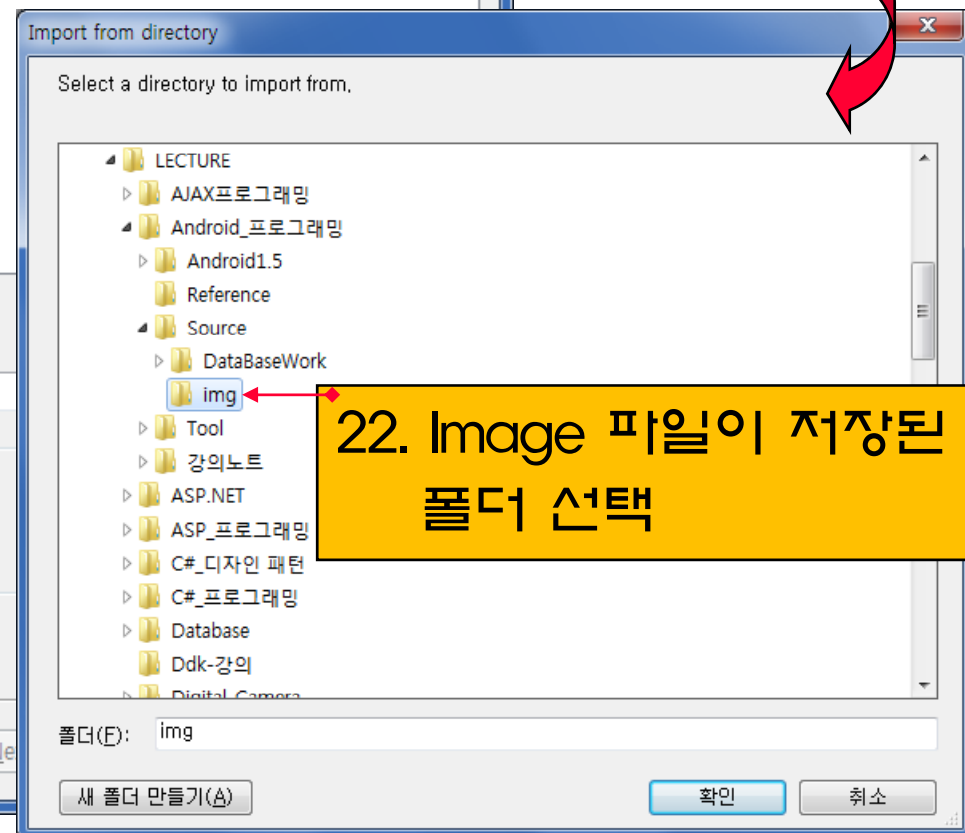 Import from directory
Select a directory to import from,
LECTURE
AJAX프로그래밍
Android_프로그래밍
Android1.5
Reference
Source
DataBaseWork
img
22. Image 파일이 저장된
폴더 선택
Tool
강의노트
ASP.NET
ASP_프로그래밍
C#_디자인 패턴
C#_프로그래밍
Database
Ddk-강의
Digital Camera
폴더(F): img
새 폴더 만들기(A) 확인 취소